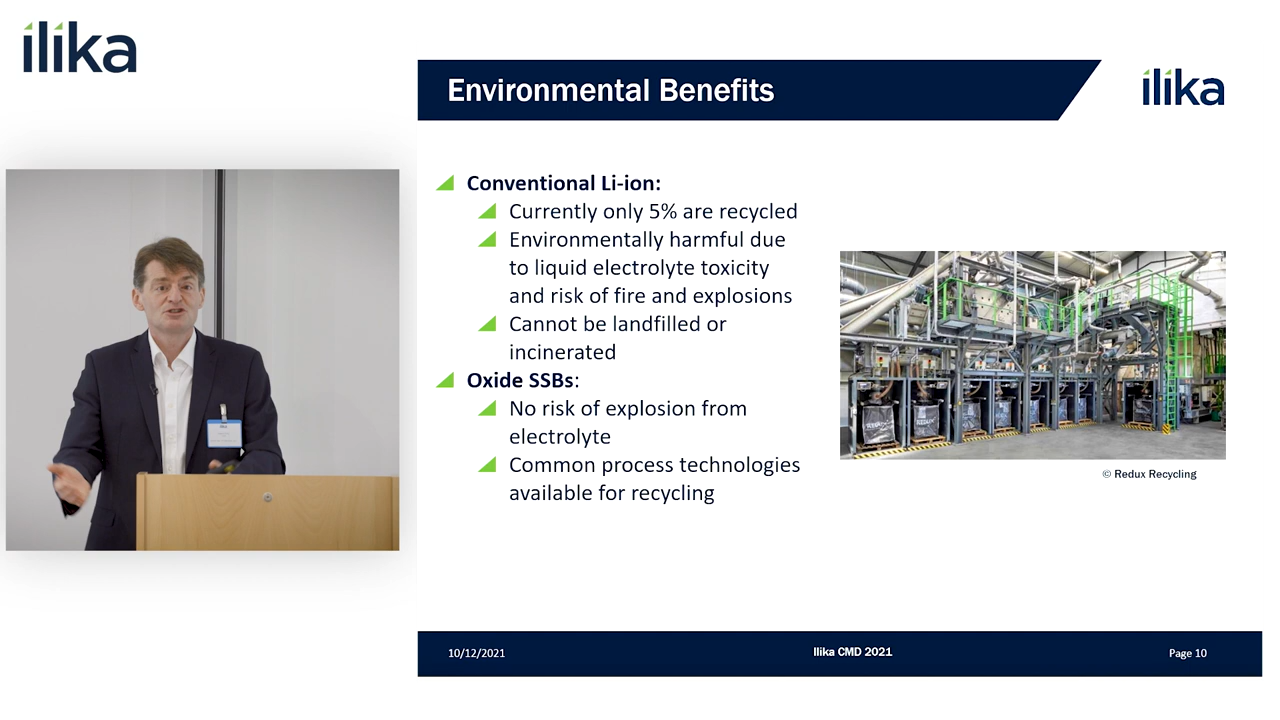 ilika
Environmental Benefits
ilika
Conventional Li-ion:
Currently only 5% are recycled
Environmentally harmful due
to liquid electrolyte toxicity
and risk of fire and explosions
Cannot be landfilled or
incinerated
Oxide SSBs:
No risk of explosion from
electrolyte
Common process technologies
available for recycling
© Redux Recycling
10/12/2021
Ilika CMD 2021
Page 10